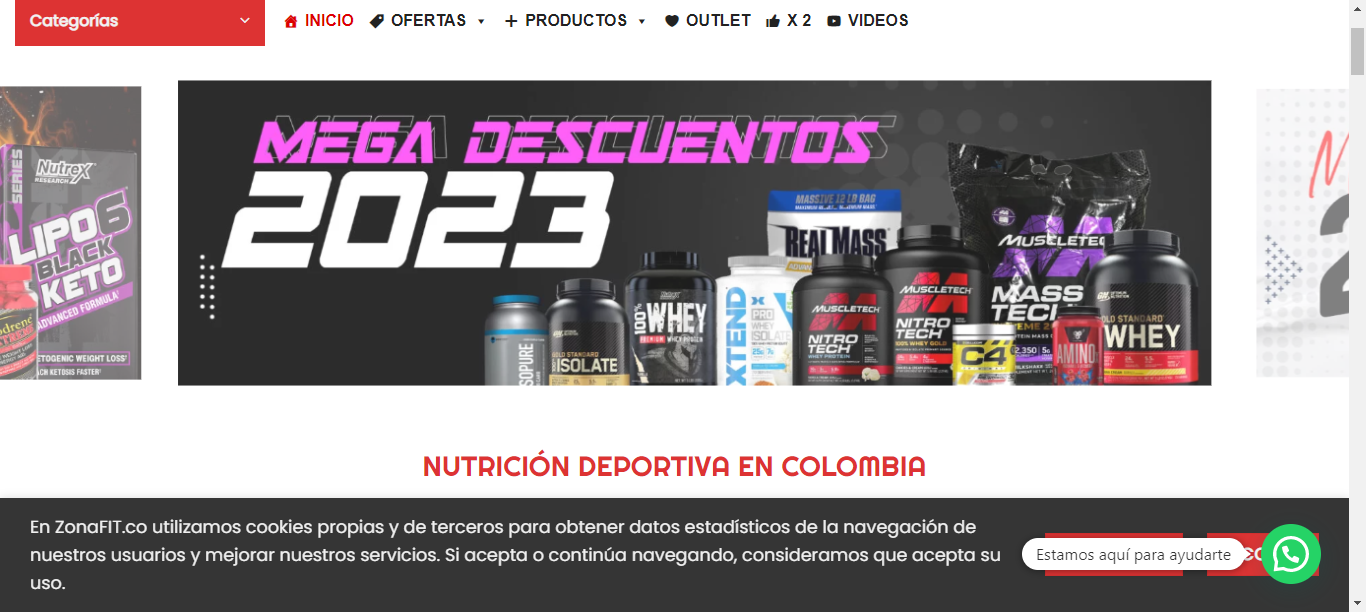 Categorías
INICIO OFERTAS PRODUCTOS OUTLET X 2 VIDEOS
MEGA DESCUENTOS
2023
SERIES
Nutrex
RESEARCH
LIPO6
BLACK
KETO
ADVANCED FORMULA
KETOGENIC WEIGHT LOSS
KETOSIS FASTER
MASSIVE 12 LB BAG
REAL MASS
ISOPURE
GOLD STANDARD
ISOLATE
100% WHEY
PREMIUM WHEY PROTEIN
XTEND
PRO
WHEY
ISOLATE
MUSCLETECH
NITRO
TECH
WHEY PROTEIN
MUSCLETECH
NITRO
TECH
100% WHEY GOLD
MUSCLETECH
MASS
TECH
C4
AMINO
GOLD STANDARD
WHEY
NUTRICIÓN DEPORTIVA EN COLOMBIA
En ZonaFIT.co utilizamos cookies propias y de terceros para obtener datos estadísticos de la navegación de
nuestros usuarios y mejorar nuestros servicios. Si acepta o continúa navegando, consideramos que acepta su
uso.
Estamos aquí para ayudarte